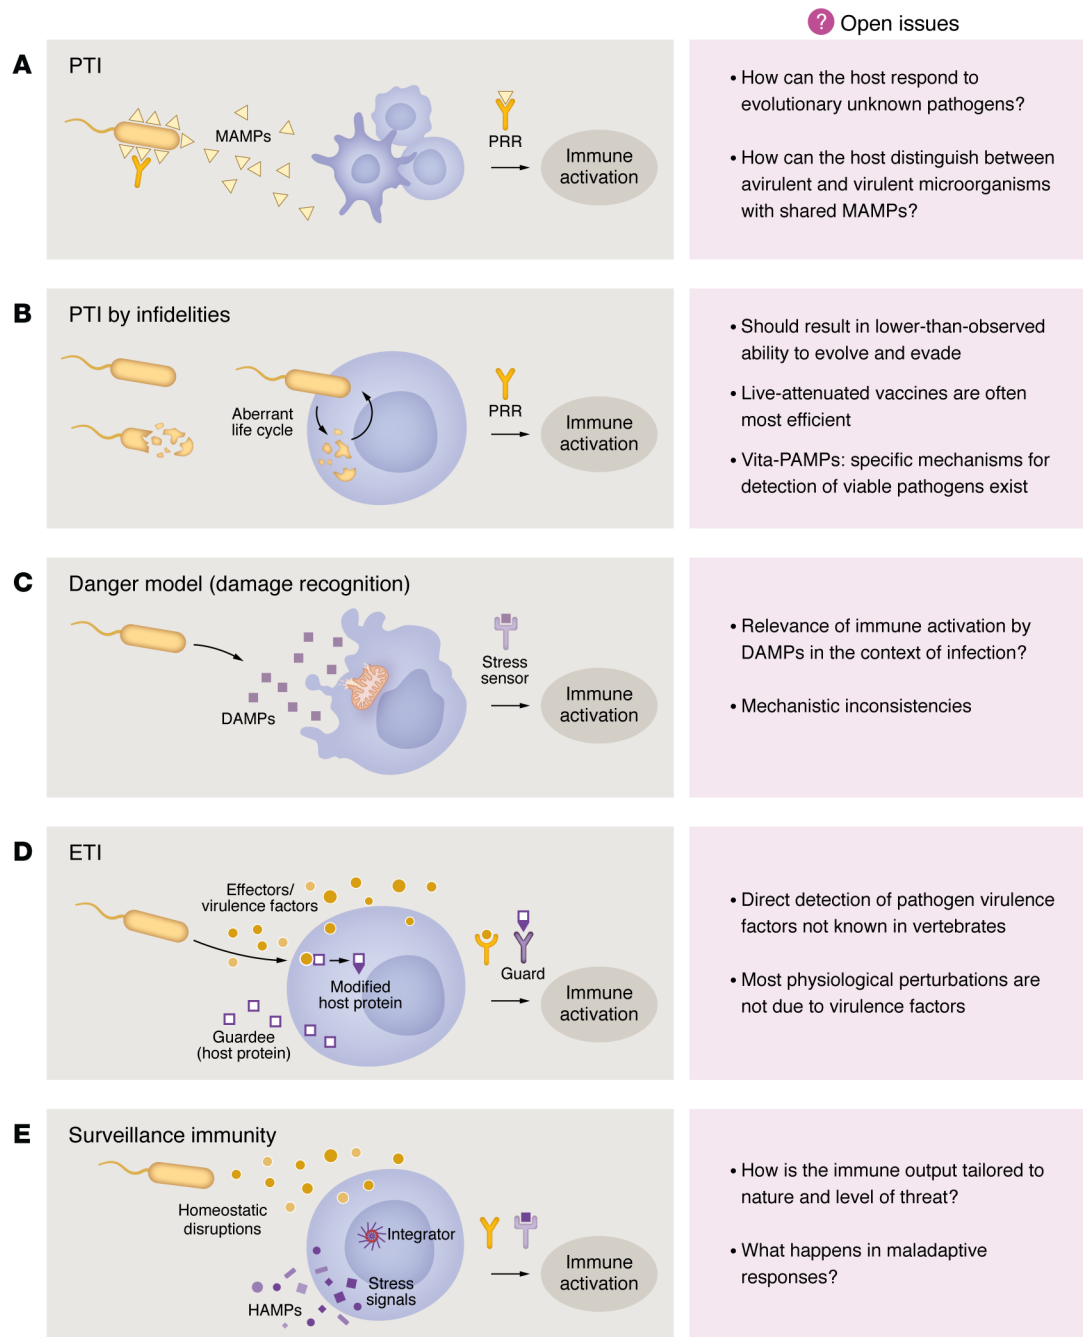 ? Open issues
A
PTI
MAMPs
PRR
Immune
activation
• How can the host respond to
evolutionary unknown pathogens?
• How can the host distinguish between
avirulent and virulent microorganisms
with shared MAMPs?
B
PTI by infidelities
Aberrant
life cycle
PRR
Immune
activation
• Should result in lower-than-observed
ability to evolve and evade
• Live-attenuated vaccines are often
most efficient
• Vita-PAMPs: specific mechanisms for
detection of viable pathogens exist
C
Danger model (damage recognition)
DAMPs
Stress
sensor
Immune
activation
• Relevance of immune activation by
DAMPs in the context of infection?
• Mechanistic inconsistencies
D
ETI
Effectors/
virulence factors
Modified
host protein
Guardee
(host protein)
Guard
Immune
activation
• Direct detection of pathogen virulence
factors not known in vertebrates
• Most physiological perturbations are
not due to virulence factors
E
Surveillance immunity
Homeostatic
disruptions
Integrator
Stress
signals
HAMPs
Immune
activation
• How is the immune output tailored to
nature and level of threat?
• What happens in maladaptive
responses?